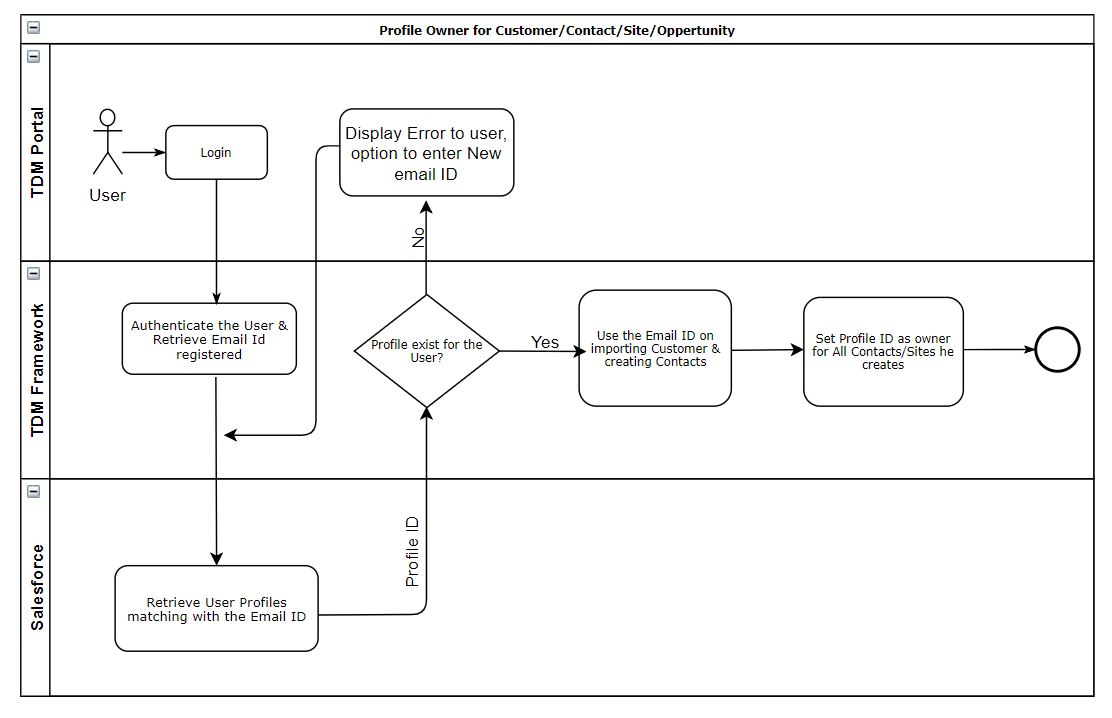 Profile Owner for Customer/Contact/Site/Oppertunity
TDM Portal
User
Login
Display Error to user,
option to enter New
email ID
No
TDM Framework
Authenticate the User &
Retrieve Email Id
registered
Profile exist for the
User?
Yes
Use the Email ID on
importing Customer &
creating Contacts
Set Profile ID as owner
for All Contacts/Sites he
creates
Salesforce
Retrieve User Profiles
matching with the Email ID
Profile ID